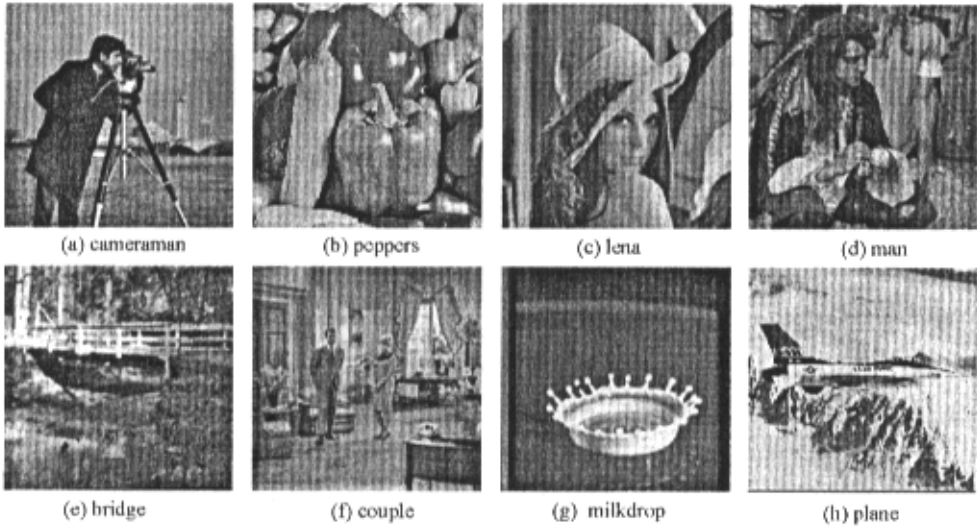 (a) cameraman
(b) peppers
(c) lena
(d) man
(e) bridge
(f) couple
(g) milkdrop
(h) plane